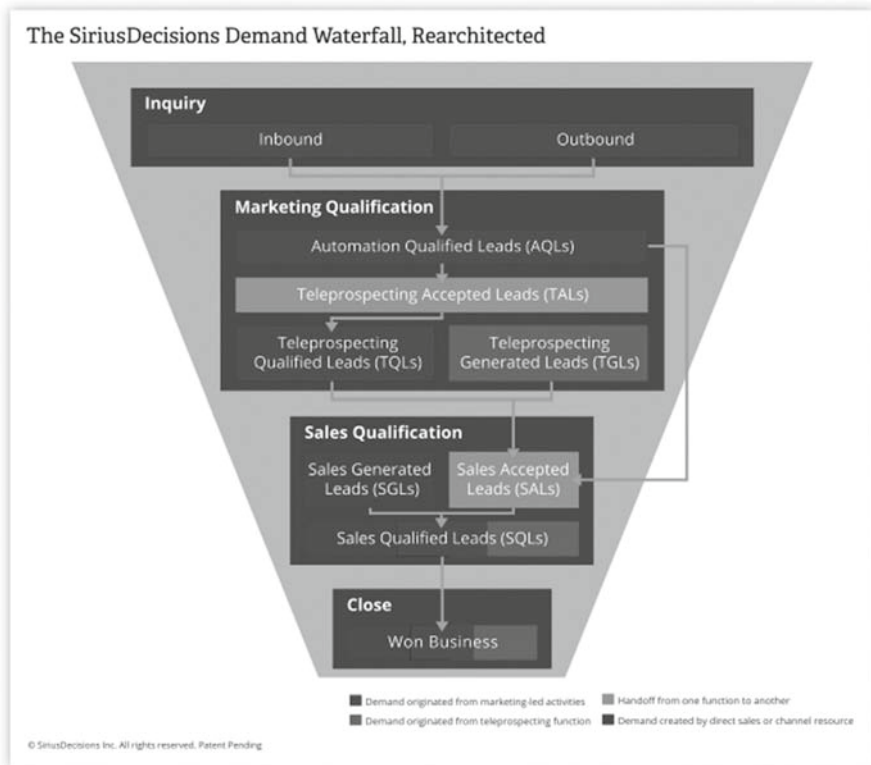 The SiriusDecisions Demand Waterfall, Rearchitected
Inquiry
Inbound
Outbound
Marketing Qualification
Automation Qualified Leads (AQLs)
Teleprospecting Accepted Leads (TALs)
Teleprospecting
Qualified Leads (TQLs)
Teleprospecting
Generated Leads (TGLs)
Sales Qualification
Sales Generated
Leads (SGLs)
Sales Accepted
Leads (SALs)
Sales Qualified Leads (SQLs)
Close
Won Business
Demand originated from marketing-led activities
Handoff from one function to another
Demand originated from teleprospecting function
Demand created by direct sales or channel resource
© SiriusDecisions Inc. All rights reserved. Patent Pending